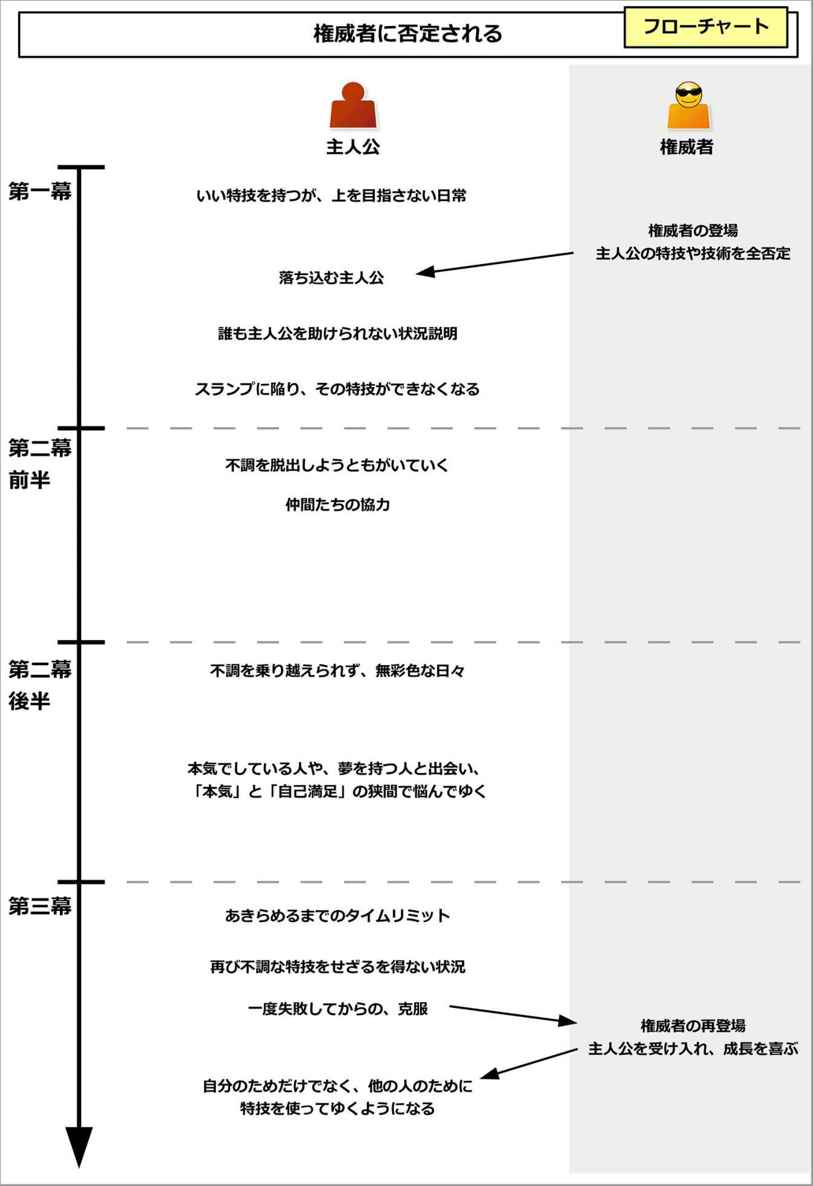 権威者に否定される
フローチャート
主人公
権威者
第一幕
いい特技を持つが、上を目指さない日常
権威者の登場
主人公の特技や技術を全否定
落ち込む主人公
誰も主人公を助けられない状況説明
スランプに陥り、その特技ができなくなる
第二幕
前半
不調を脱出しようともがいていく
仲間たちの協力
第二幕
後半
不調を乗り越えられず、無彩色な日々
本気でしている人や、夢を持つ人と出会い、
「本気」と「自己満足」の狭間で悩んでゆく
第三幕
あきらめるまでのタイムリミット
再び不調な特技をせざるを得ない状況
一度失敗してからの、克服
権威者の再登場
主人公を受け入れ、成長を喜ぶ
自分のためだけでなく、他の人のために
特技を使ってゆくようになる